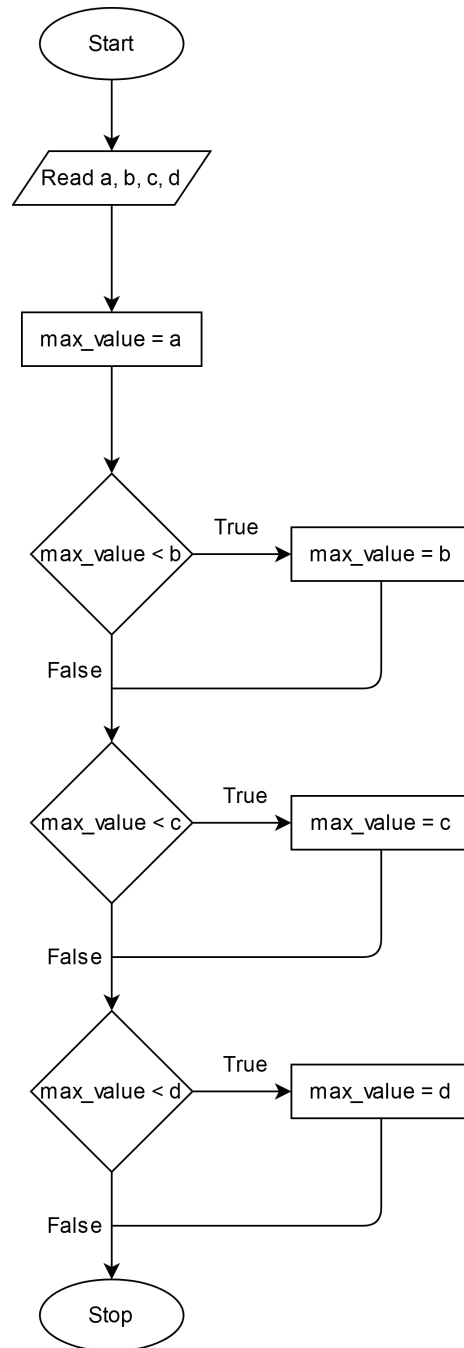 Start
Read a, b, c, d
max_value = a
max_value < b
True
max_value = b
False
max_value < c
True
max_value = c
False
max_value < d
True
max_value = d
False
Stop